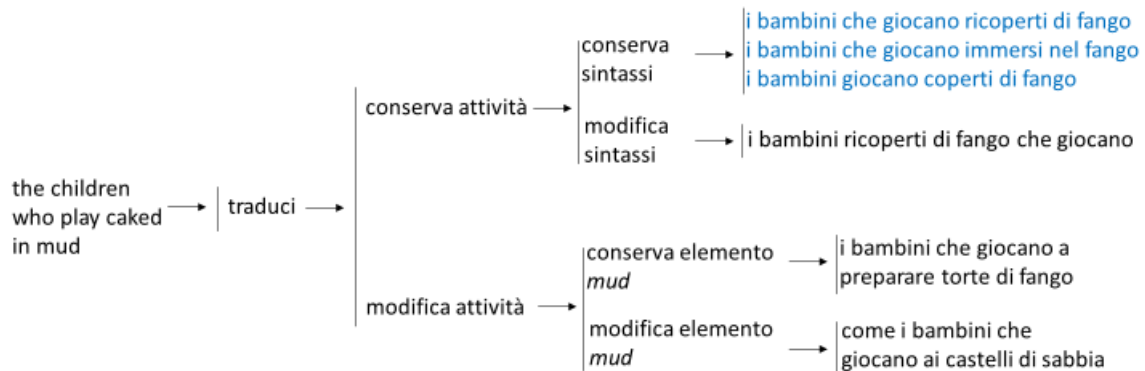 the children
who play caked
in mud
traduci
conserva attività
conserva
sintassi
i bambini che giocano ricoperti di fango
i bambini che giocano immersi nel fango
i bambini giocano coperti di fango
modifica
sintassi
i bambini ricoperti di fango che giocano
modifica attività
conserva elemento
mud
i bambini che giocano a
preparare torte di fango
modifica elemento
mud
come i bambini che
giocano ai castelli di sabbia